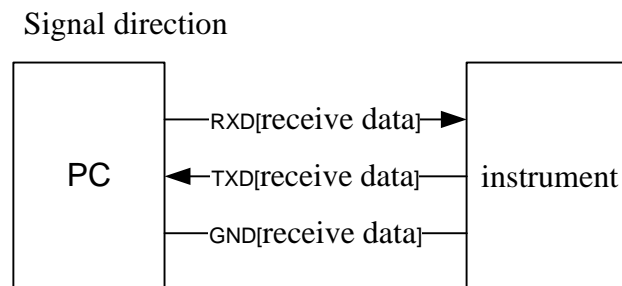 Signal direction
RXD[receive data]
PC
TXD[receive data]
instrument
GND[receive data]